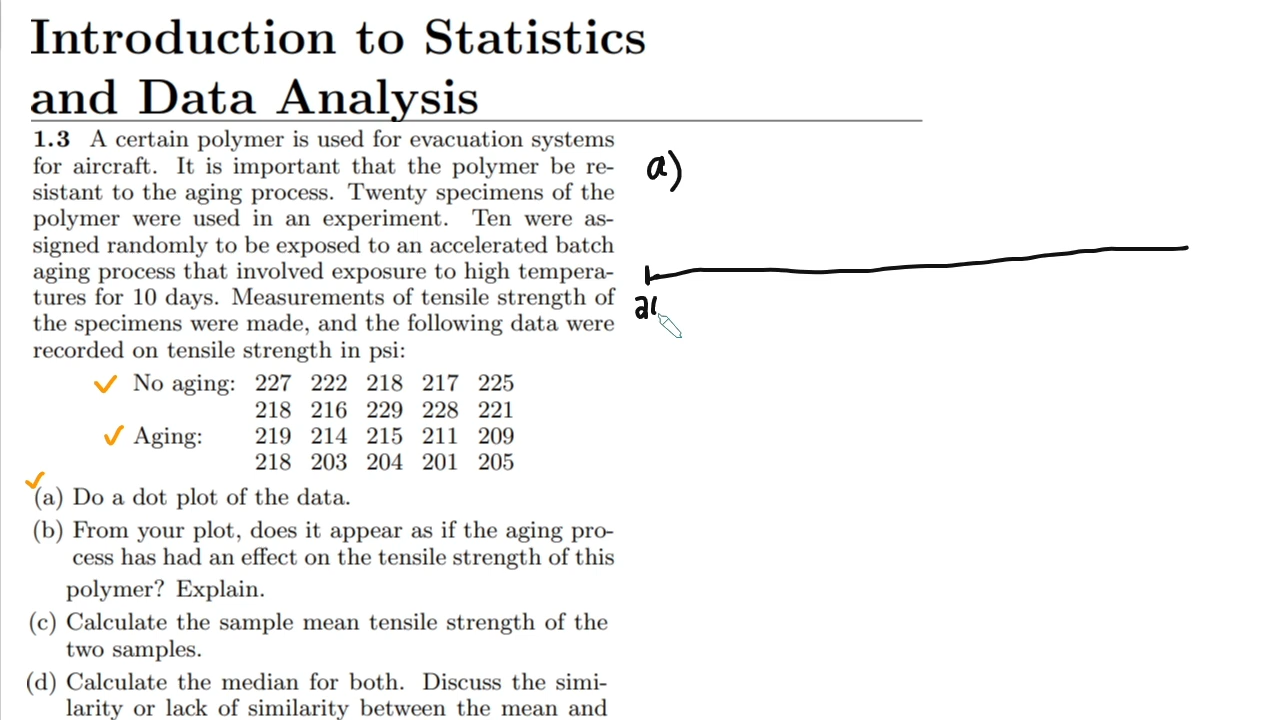 Introduction to Statistics
and Data Analysis
1.3 A certain polymer is used for evacuation systems
for aircraft. It is important that the polymer be re-
sistant to the aging process. Twenty specimens of the
polymer were used in an experiment. Ten were as-
signed randomly to be exposed to an accelerated batch
aging process that involved exposure to high tempera-
tures for 10 days. Measurements of tensile strength of
the specimens were made, and the following data were
recorded on tensile strength in psi:
No aging: 227 222 218 217 225
218 216 229 228 221
Aging: 219 214 215 211 209
218 203 204 201 205
(a) Do a dot plot of the data.
(b) From your plot, does it appear as if the aging pro-
cess has had an effect on the tensile strength of this
polymer? Explain.
(c) Calculate the sample mean tensile strength of the
two samples.
(d) Calculate the median for both. Discuss the simi-
larity or lack of similarity between the mean and
a)